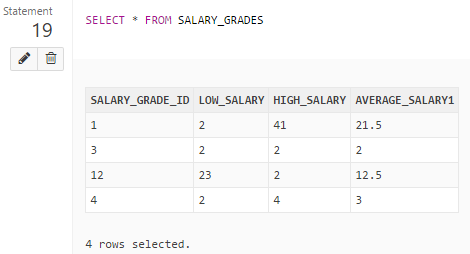 Statement
19
SELECT * FROM SALARY_GRADES
SALARY_GRADE_ID LOW_SALARY HIGH_SALARY AVERAGE_SALARY1
1 2 41 21.5
3 2 2 2
12 23 2 12.5
4 2 4 3
4 rows selected.